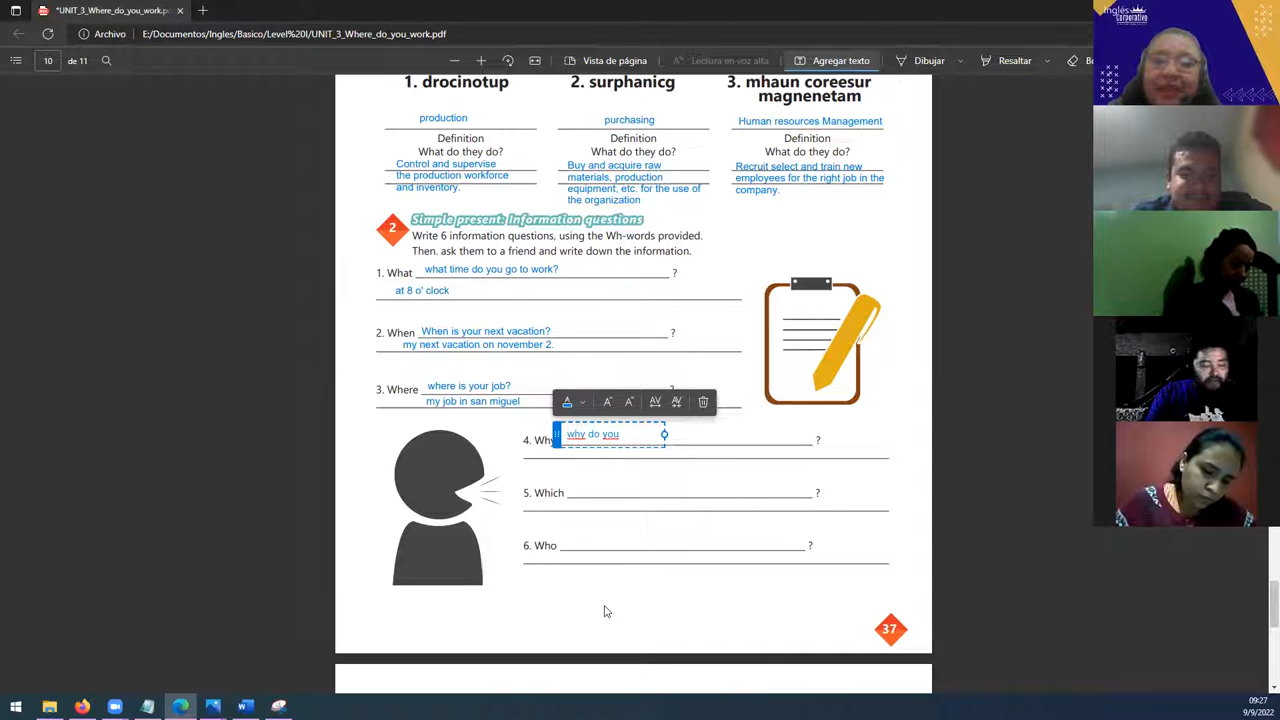 *UNIT_3_Where_do_you_work.pc
Archivo
E:/Documentos/Ingles/Basico/Level%20I/UNIT_3_Where_do_you_work.pdf
10 de 11
Vista de página
Lectura en voz alta
Agregar texto
Dibujar
Resaltar
Bo
Inglés
Corporativo
1. drocinotup
2. surphanicg
3. mhaun coreesur
magnenetam
production
purchasing
Human resources Management
Definition
Definition
Definition
What do they do?
What do they do?
What do they do?
Control and supervise
the production workforce
and inventory.
Buy and acquire raw
materials, production
equipment, etc. for the use of
the organization
Recruit select and train new
employees for the right job in the
company.
2
Simple present: Information questions
Write 6 information questions, using the Wh-words provided.
Then. ask them to a friend and write down the information.
1. What what time do you go to work? ?
at 8 o' clock
2. When When is your next vacation? ?
my next vacation on november 2.
3. Where where is your job? ?
my job in san miguel
4. Why why do you ?
5. Which ?
6. Who ?
37
09:27
9/9/2022